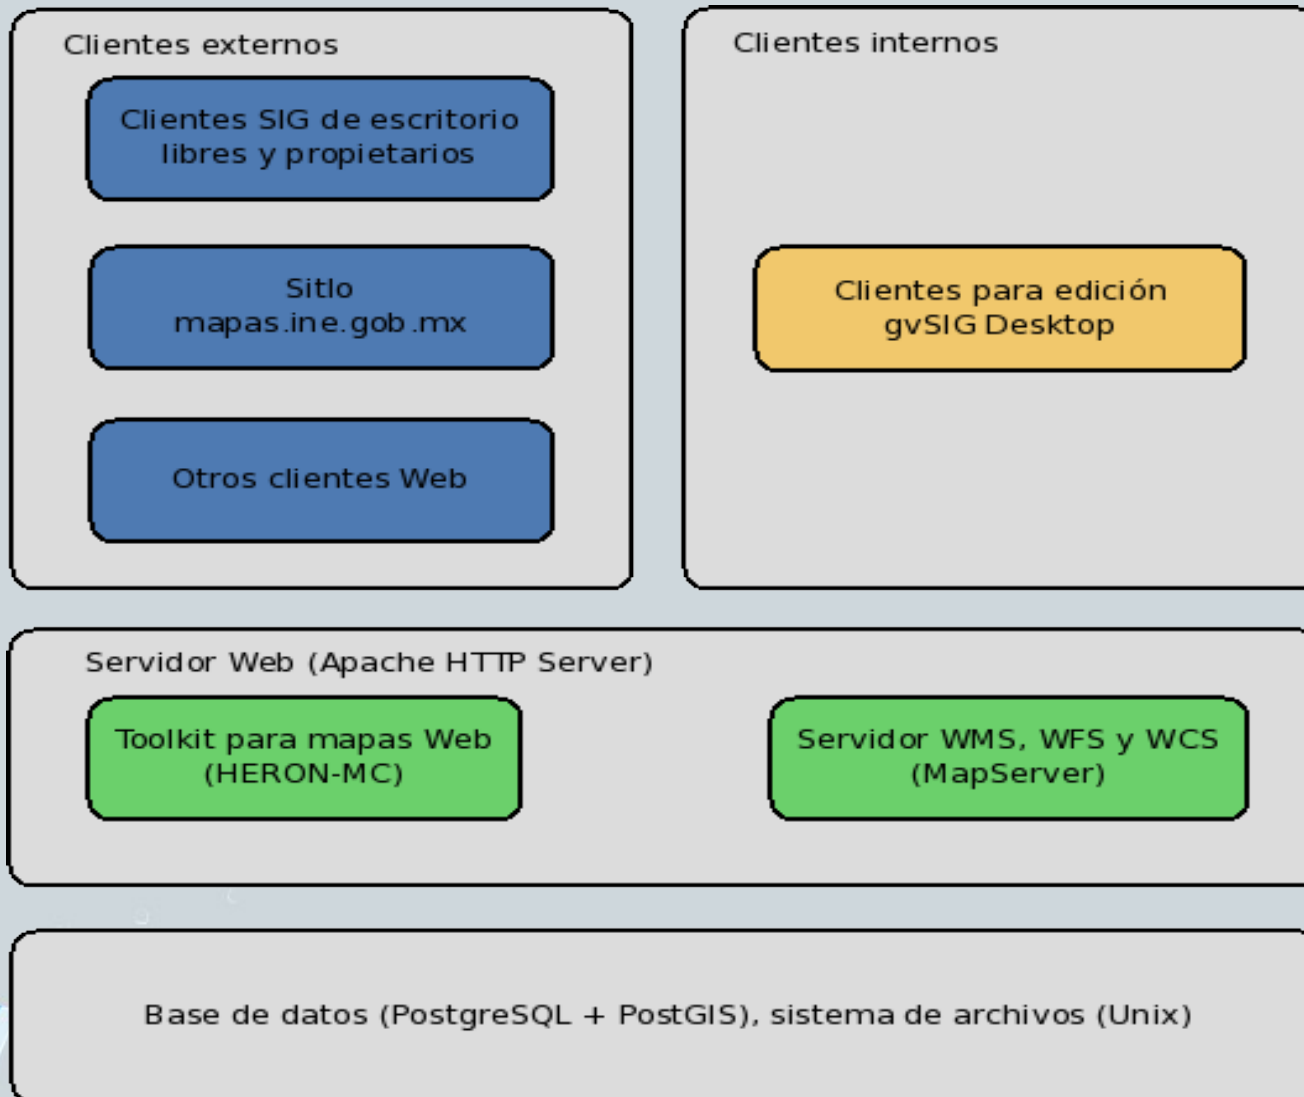 Clientes externos
Clientes SIG de escritorio
libres y propietarios
Sitlo
mapas.ine.gob.mx
Otros clientes Web
Clientes internos
Clientes para edición
gvSIG Desktop
Servidor Web (Apache HTTP Server)
Toolkit para mapas Web
(HERON-MC)
Servidor WMS, WFS y WCS
(MapServer)
Base de datos (PostgreSQL + PostGIS), sistema de archivos (Unix)